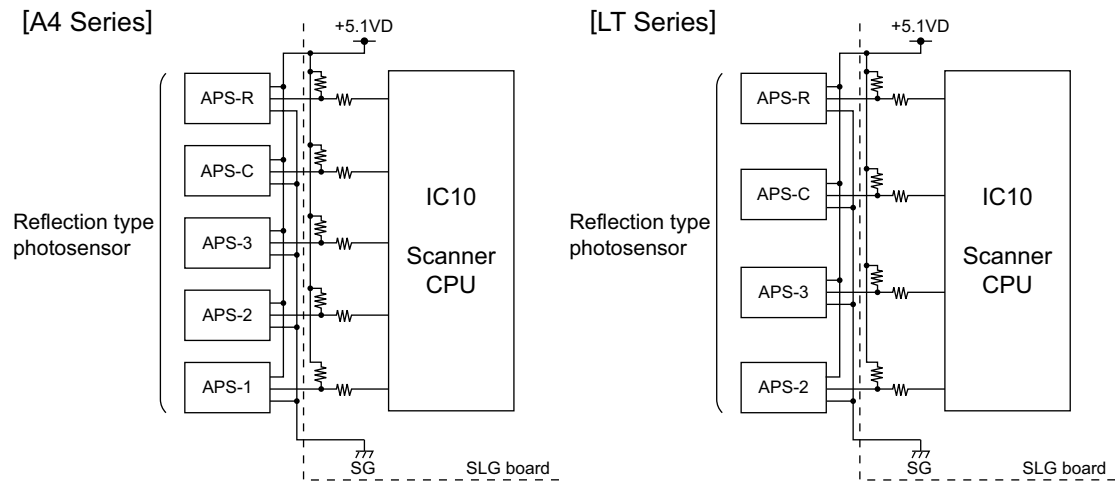 [A4 Series]
+5.1VD
APS-R
APS-C
APS-3
APS-2
APS-1
Reflection type
photosensor
IC10
Scanner
CPU
SG
SLG board
[LT Series]
+5.1VD
APS-R
APS-C
APS-3
APS-2
Reflection type
photosensor
IC10
Scanner
CPU
SG
SLG board